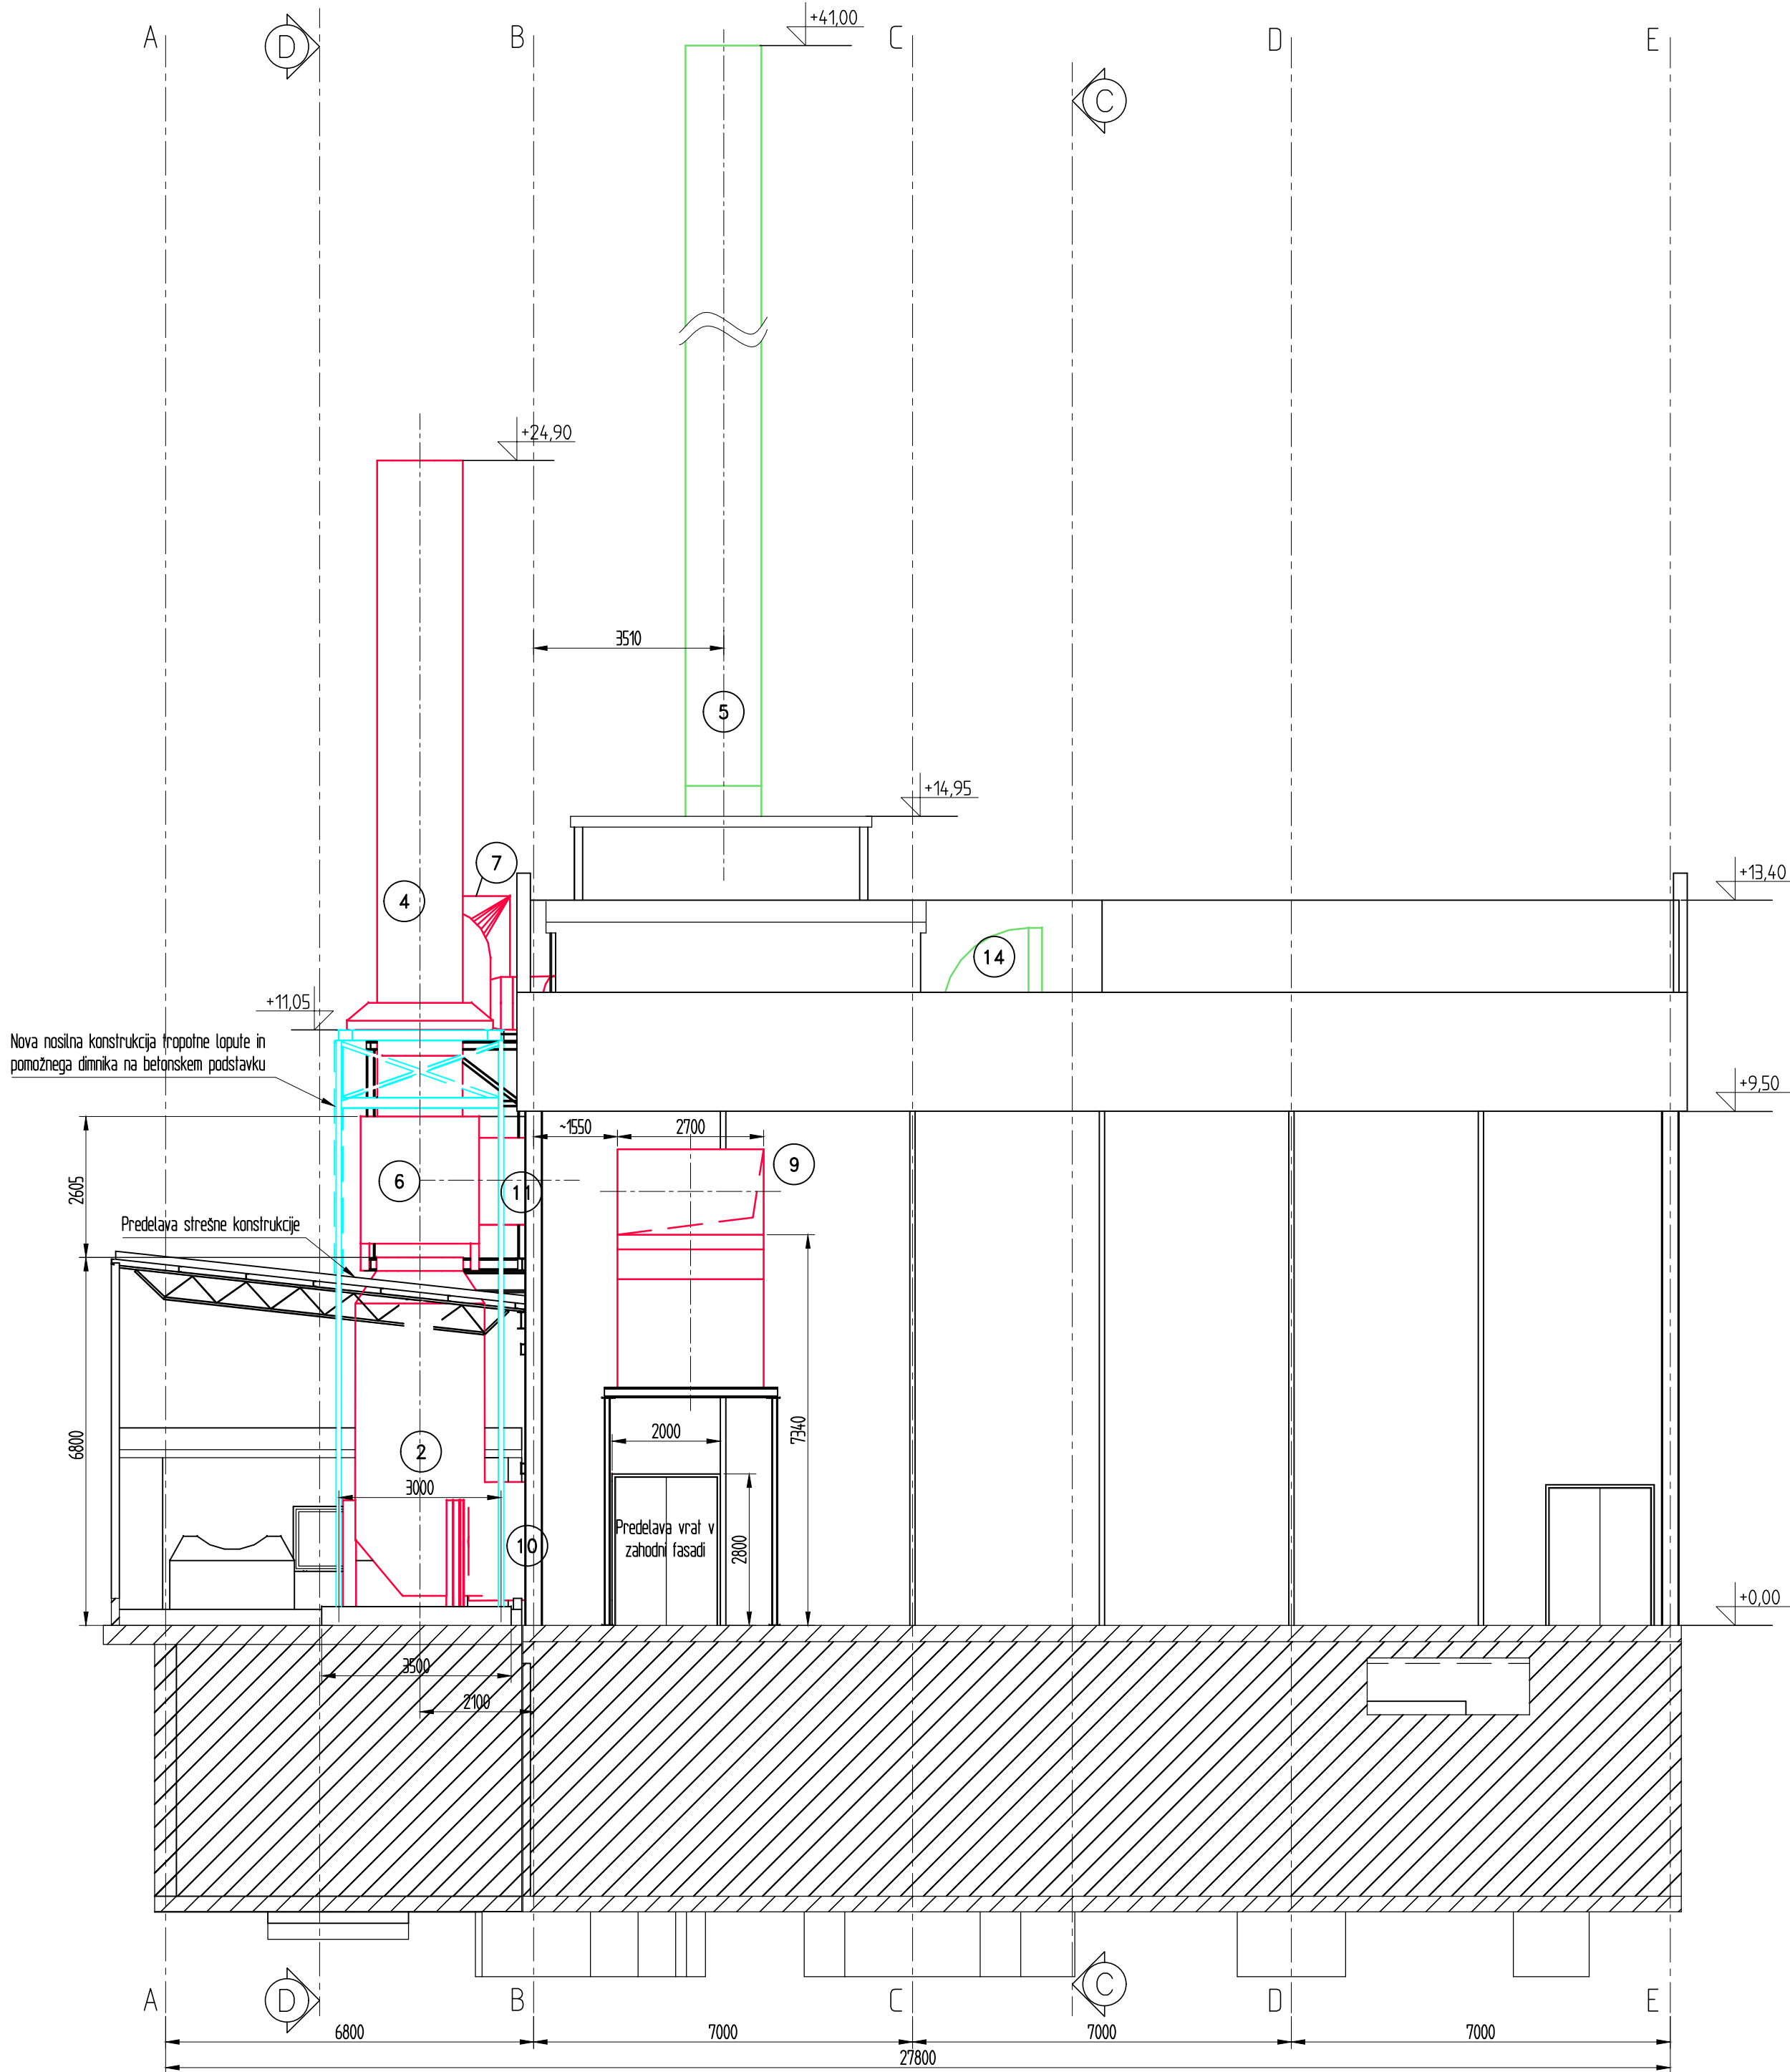 +41,00
A
D
B
C
D
E
C
+24,90
3510
5
+14,95
7
+13,40
4
14
+11,05
Nova nosilna konstrukcija tropotne lopute in
pomožnega dimnika na betonskem podstavku
+9,50
~1550
2700
9
6
11
2605
Predelava strešne konstrukcije
6800
2
2000
7340
3000
Predelava vrat v
zahodni fasadi
2800
10
+0,00
3500
2100
A
D
B
C
C
D
E
6800
7000
7000
7000
27800